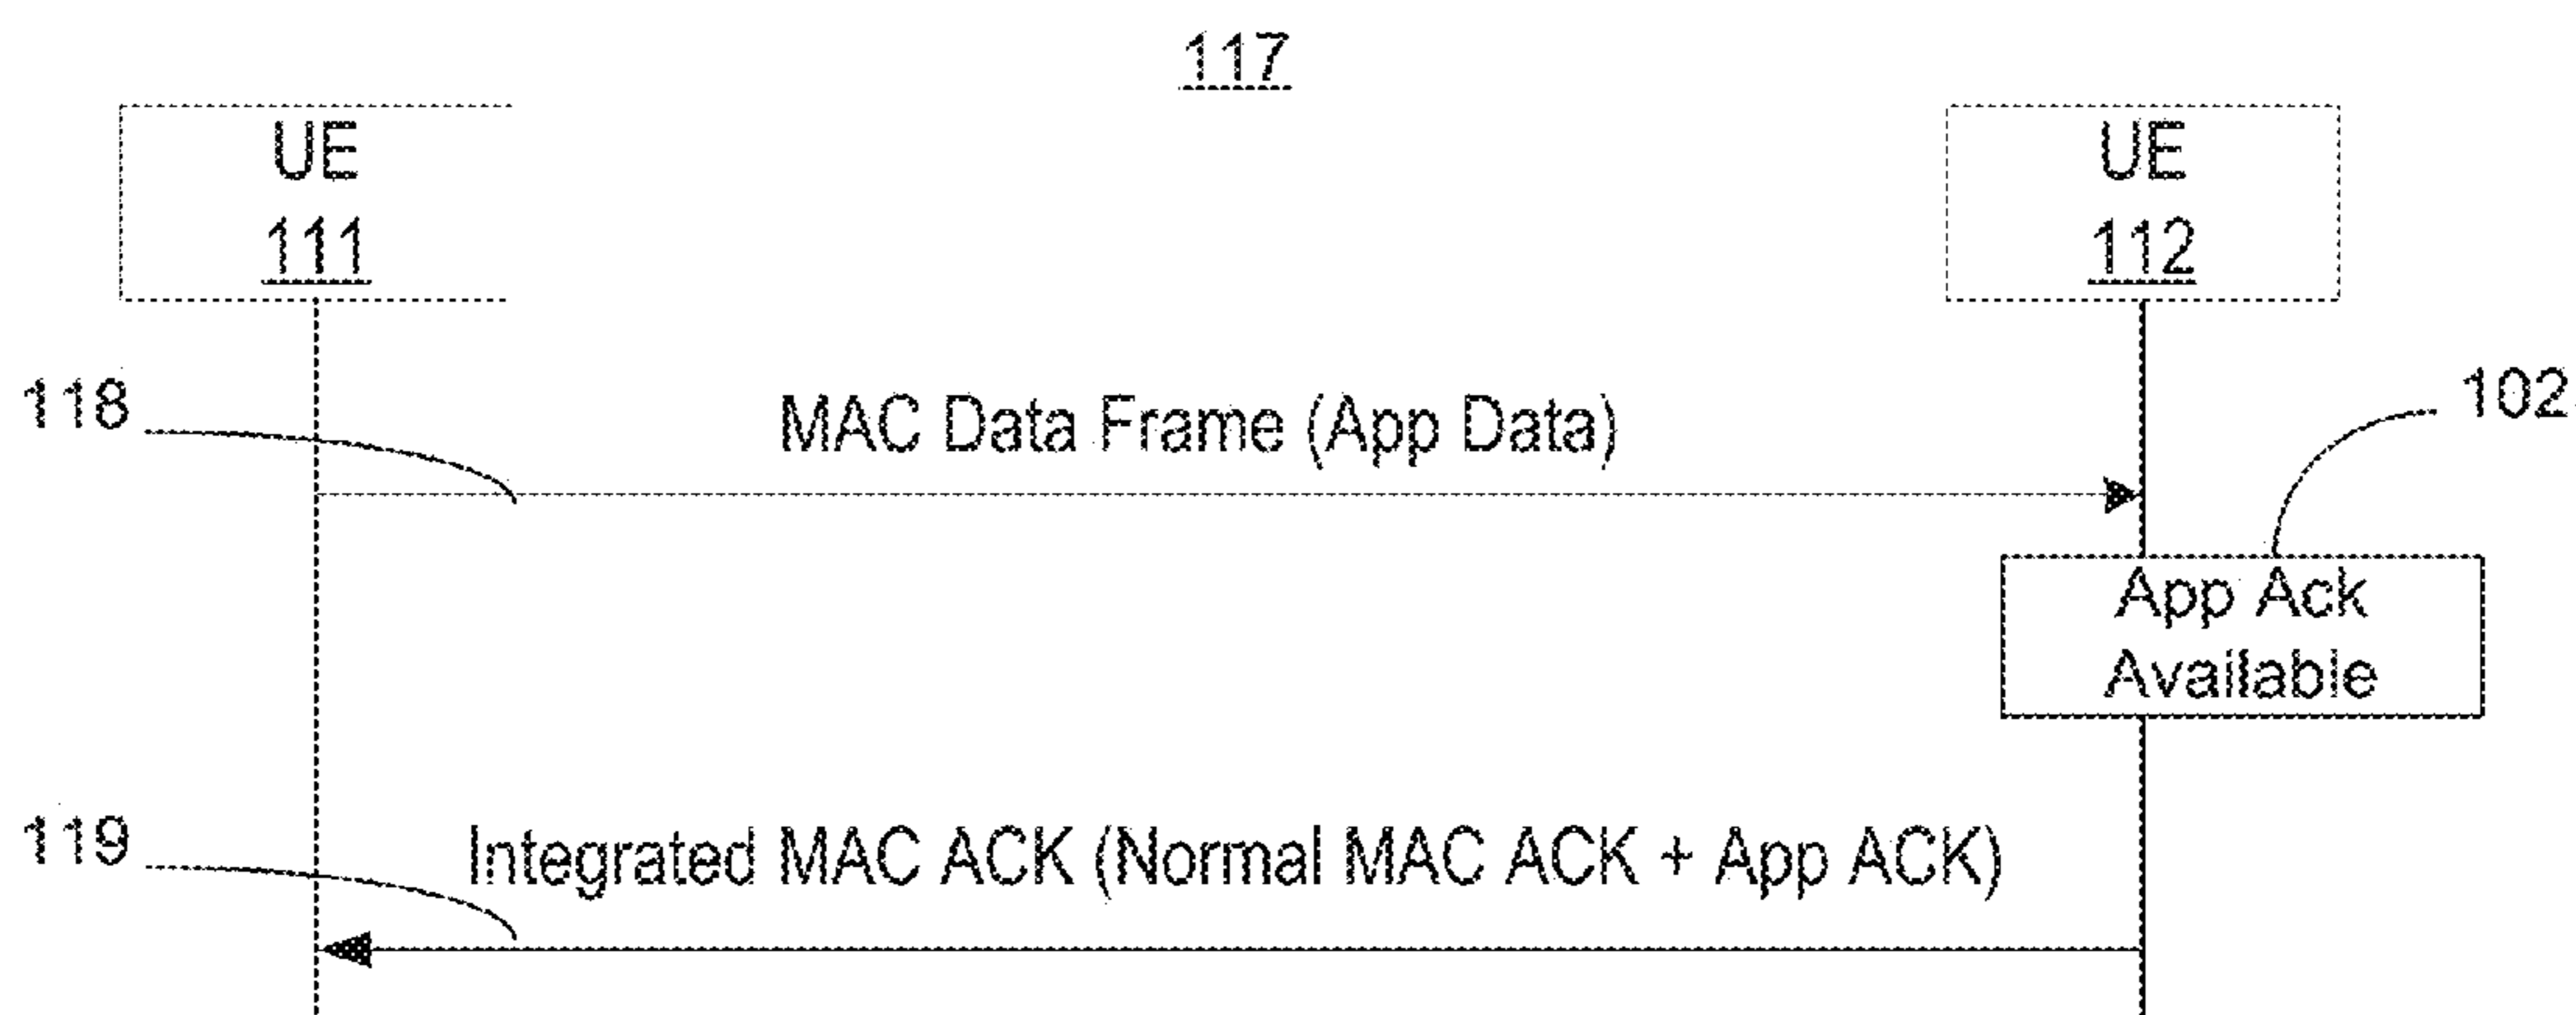 117
UE
111
UE
112
118
MAC Data Frame (App Data)
102
App Ack
Available
119
Integrated MAC ACK (Normal MAC ACK + App ACK)